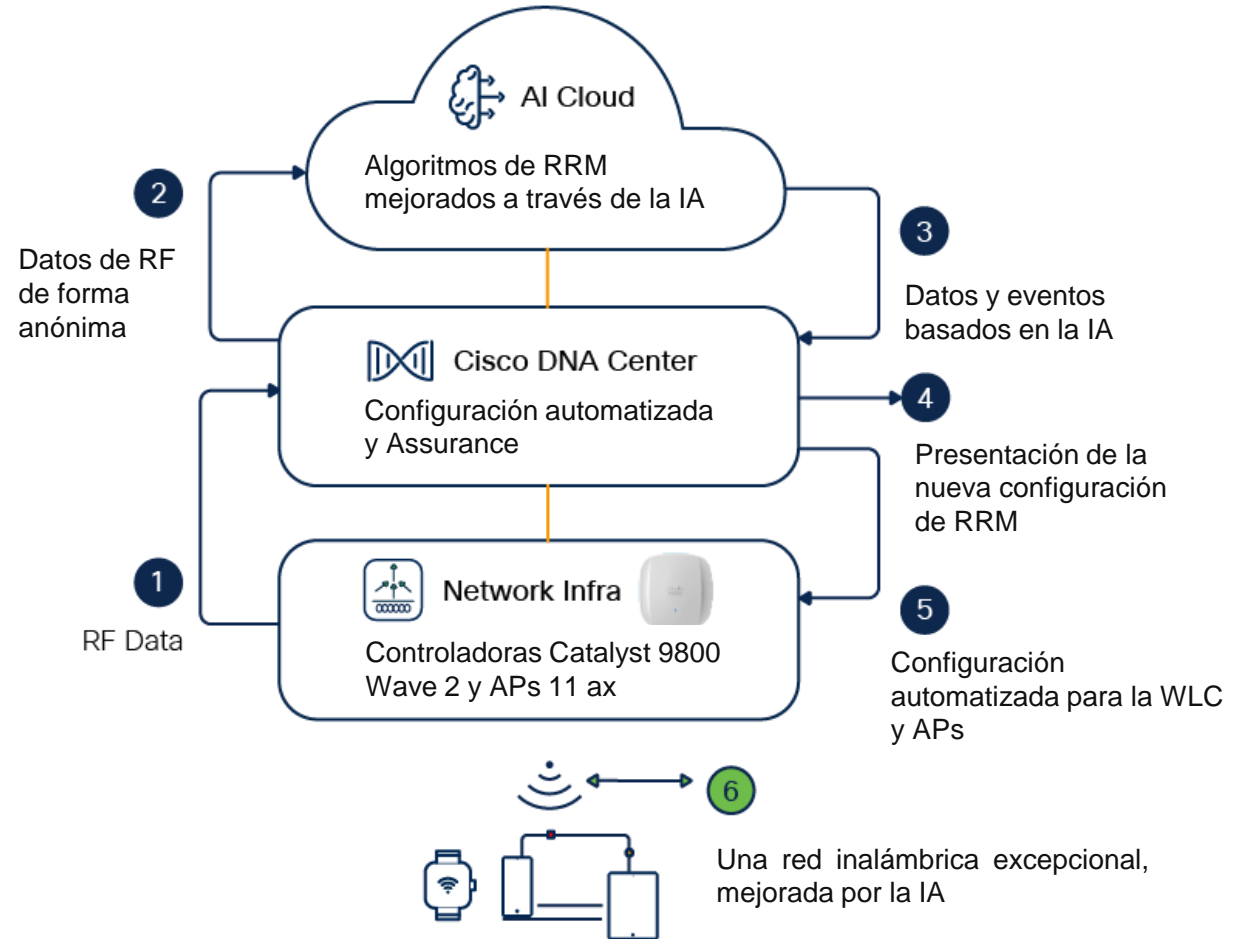 AI Cloud
Algoritmos de RRM
mejorados a través de la IA
2
Datos de RF
de forma
anónima
3
Datos y eventos
basados en la IA
Cisco DNA Center
Configuración automatizada
y Assurance
4
Presentación de la
nueva configuración
de RRM
1
RF Data
Network Infra
Controladoras Catalyst 9800
Wave 2 y APs 11 ax
5
Configuración
automatizada para la WLC
y APs
6
Una red inalámbrica excepcional,
mejorada por la IA